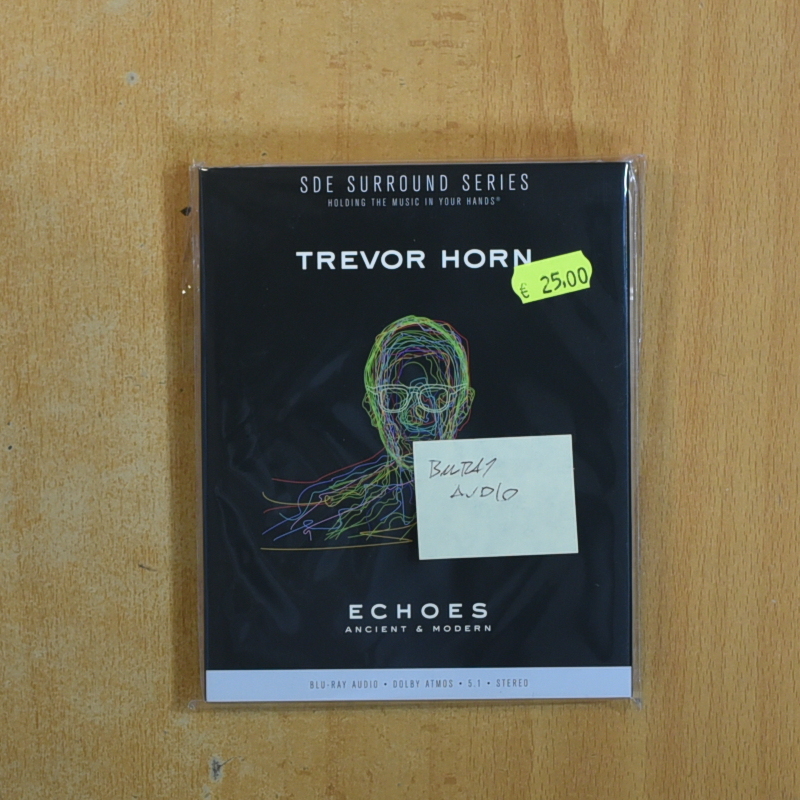 SDE SURROUND SERIES
HOLDING THE MUSIC IN YOUR HANDS®
TREVOR HORN
€ 25,00
BLURAY
AUDIO
ECHOES
ANCIENT & MODERN
BLU-RAY AUDIO • DOLBY ATMOS • 5.1 • STEREO